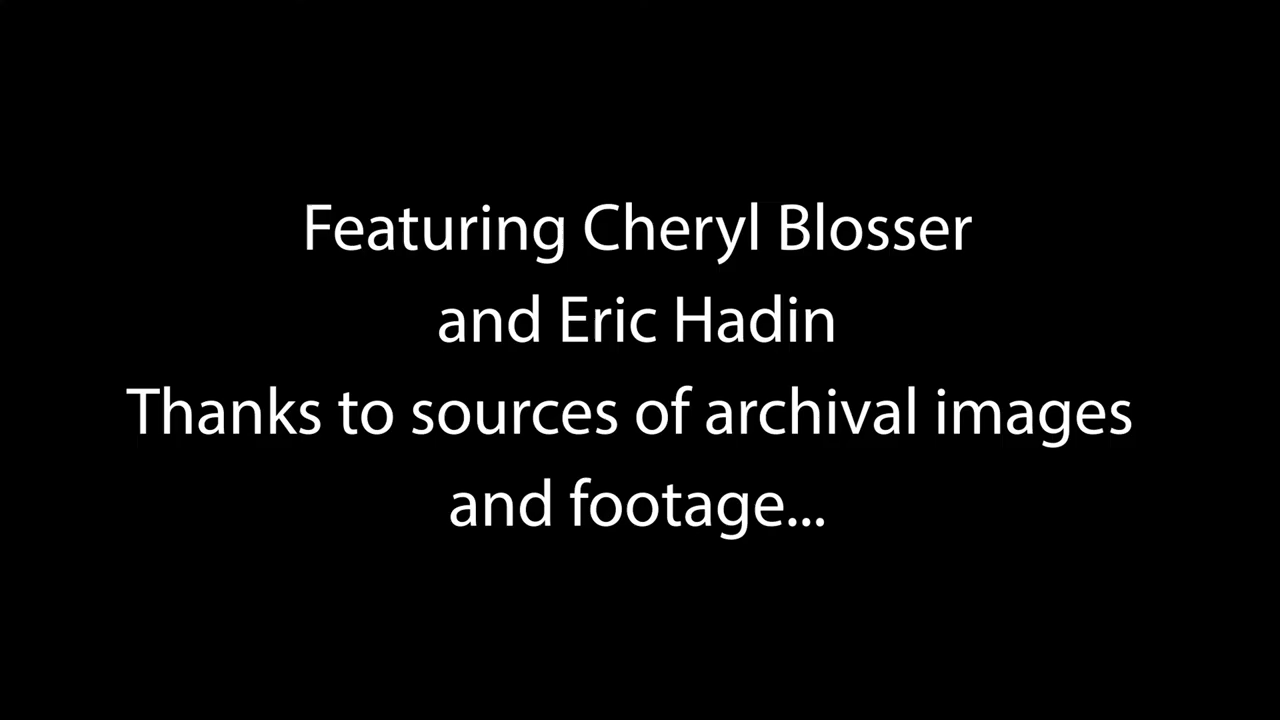 Featuring Cheryl Blosser
and Eric Hadin
Thanks to sources of archival images
and footage...